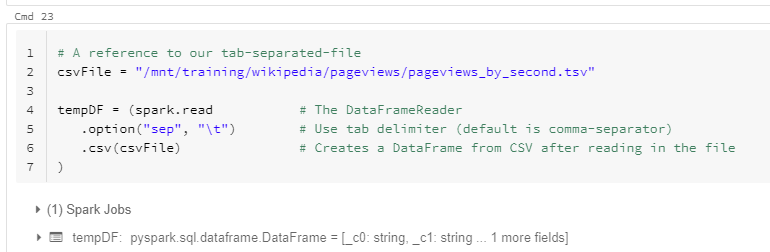 Cmd 23
1 # A reference to our tab-separated-file
2 csvFile = "/mnt/training/wikipedia/pageviews/pageviews_by_second.tsv"
3
4 tempDF = (spark.read # The DataFrameReader
5 .option("sep", "\t") # Use tab delimiter (default is comma-separator)
6 .csv(csvFile) # Creates a DataFrame from CSV after reading in the file
7 )
(1) Spark Jobs
tempDF: pyspark.sql.dataframe.DataFrame = [_c0: string, _c1: string ... 1 more fields]